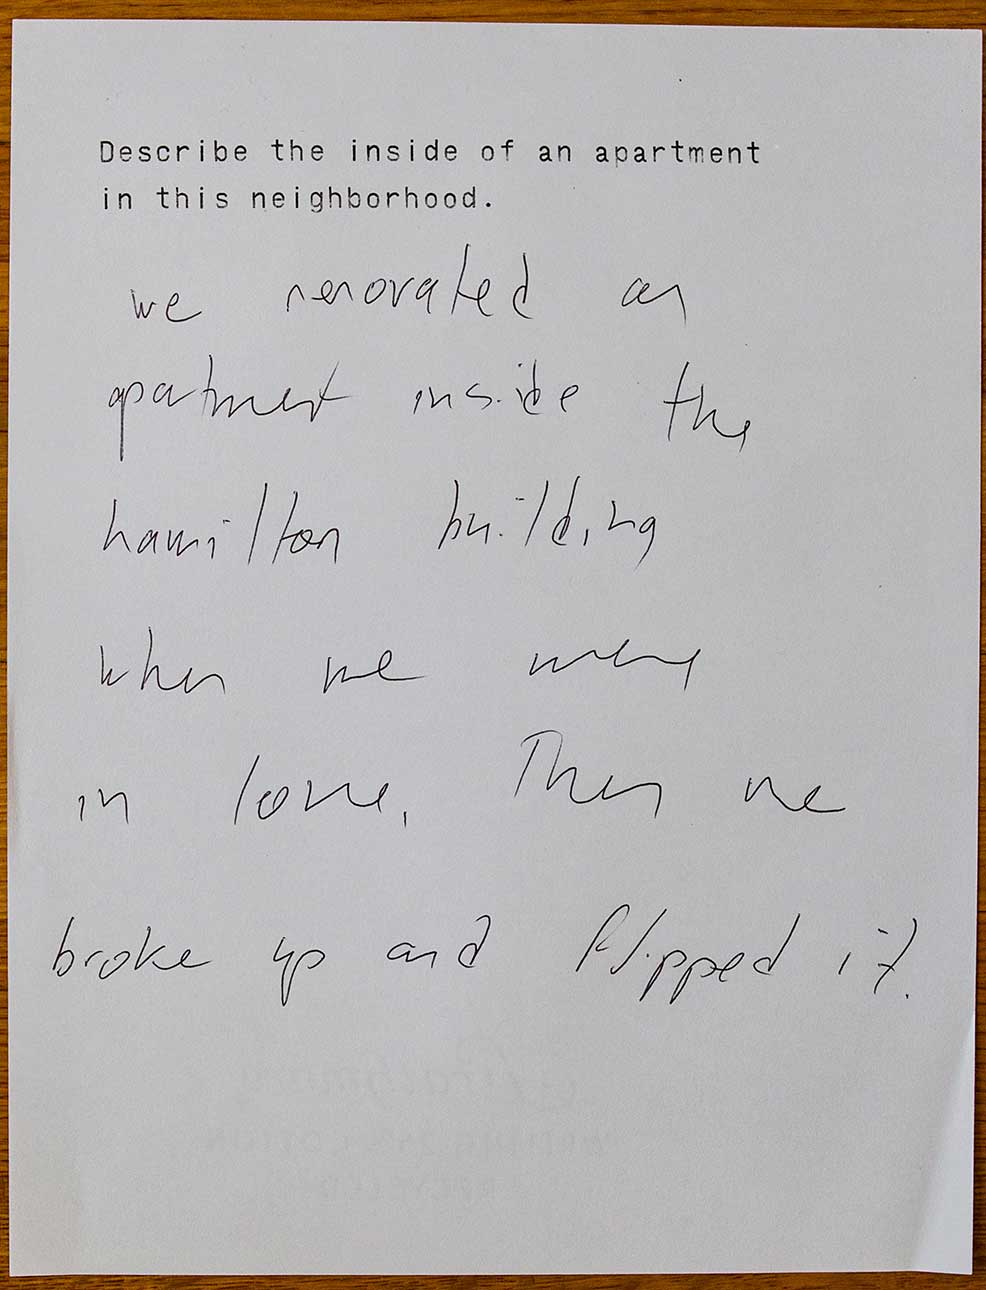 Describe the inside of an apartment
in this neighborhood.
we renovated an
apartment inside the
hamilton building
when we were
in love. Then we
broke up and flipped it.